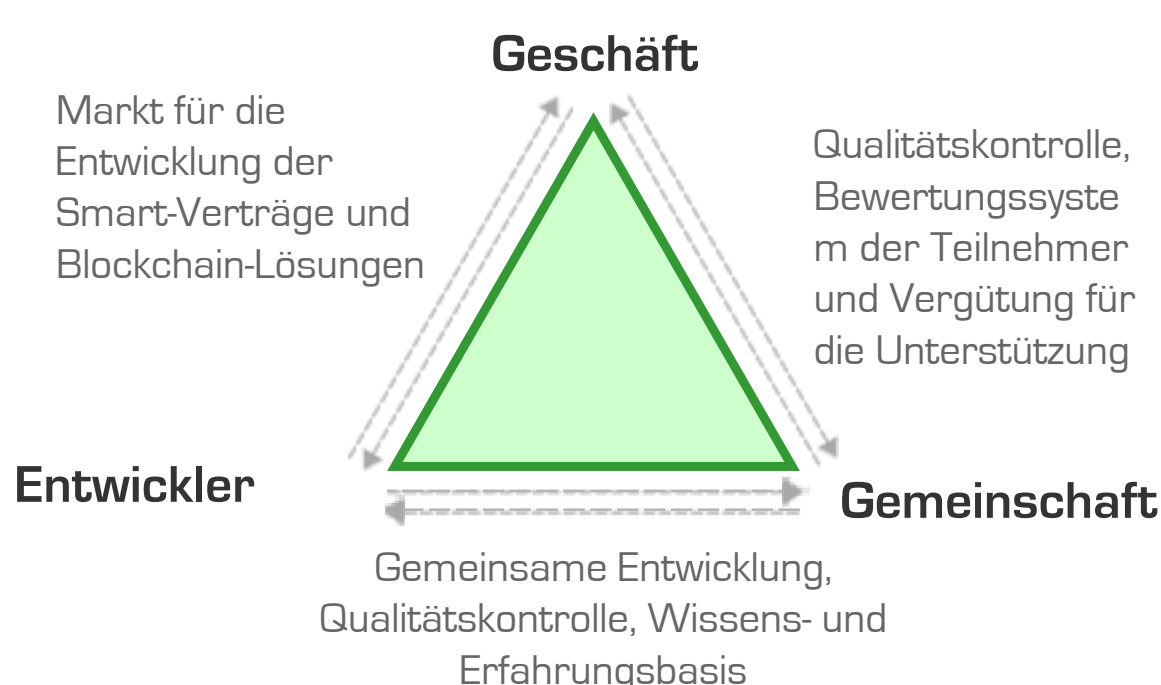 Geschäft
Markt für die
Entwicklung der
Smart-Verträge und
Blockchain-Lösungen
Qualitätskontrolle,
Bewertungssyste
m der Teilnehmer
und Vergütung für
die Unterstützung
Entwickler
Gemeinschaft
Gemeinsame Entwicklung,
Qualitätskontrolle, Wissens- und
Erfahrungsbasis